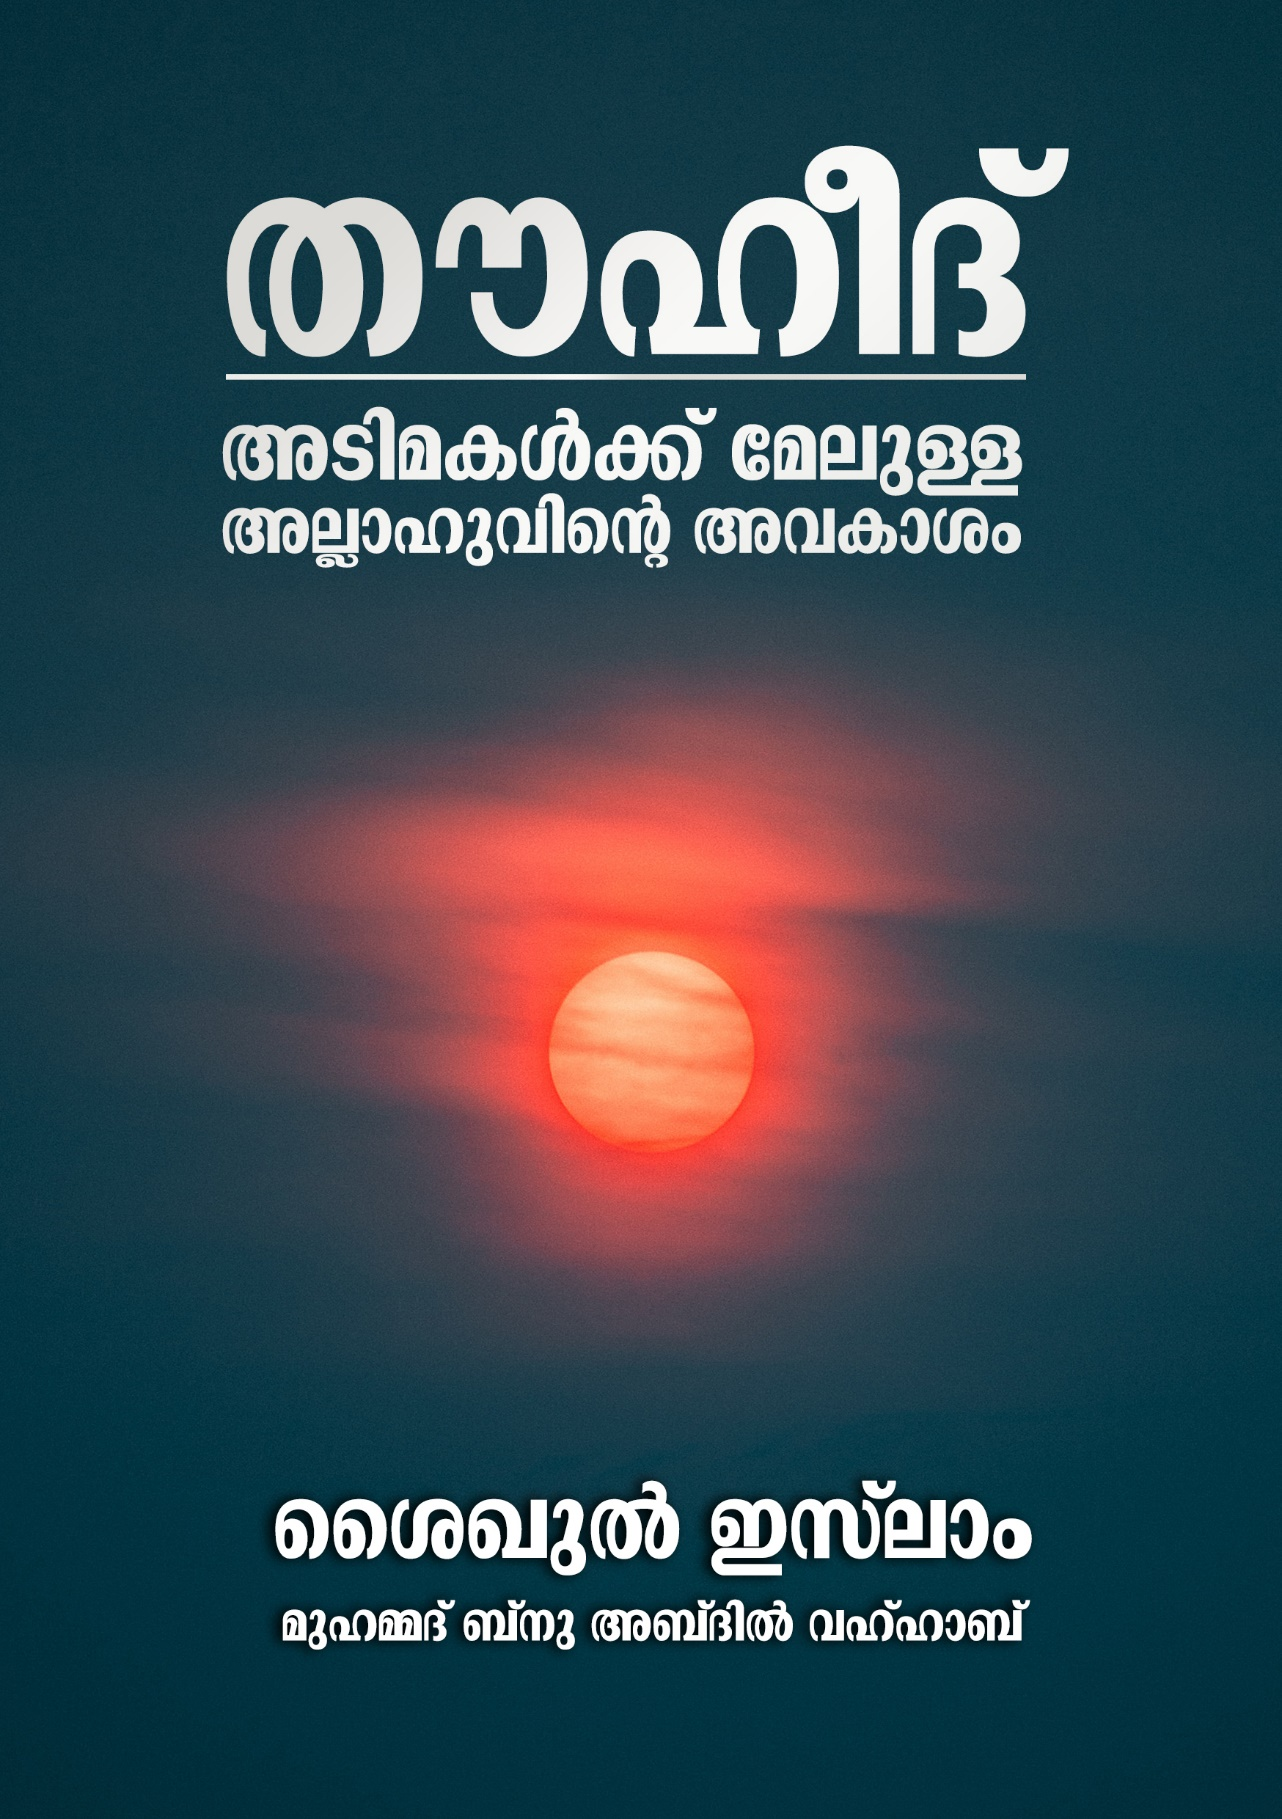 തൗഹീദ്
അടിമകൾക്ക് മേലുള്ള
അല്ലാഹുവിന്റെ അവകാശം
ശൈഖുൽ ഇസ്‌ലാം
മുഹമ്മദ് ബ്നു അബ്ദിൽ വഹ്ഹാബ്